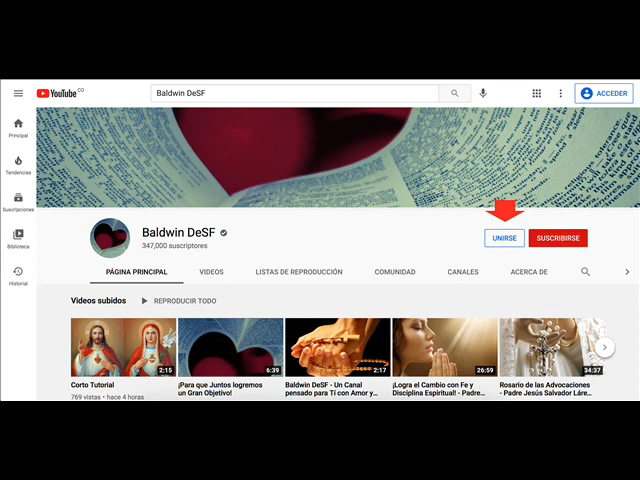 YouTube CO
Baldwin DeSF
ACCEDER
Principal
Tendencias
Suscripciones
Biblioteca
Historial
Baldwin DeSF
347,000 suscriptores
UNIRSE
SUSCRIBIRSE
PÁGINA PRINCIPAL
VIDEOS
LISTAS DE REPRODUCCIÓN
COMUNIDAD
CANALES
ACERCA DE
Videos subidos
REPRODUCIR TODO
2:15
Corto Tutorial
769 vistas • hace 4 horas
6:39
¡Para que Juntos logremos
un Gran Objetivo!
2:17
Baldwin DeSF - Un Canal
pensado para Tí con Amor y...
26:59
¡Logra el Cambio con Fe y
Disciplina Espiritual! - Padre...
34:37
Rosario de las Advocaciones
- Padre Jesús Salvador Láre...